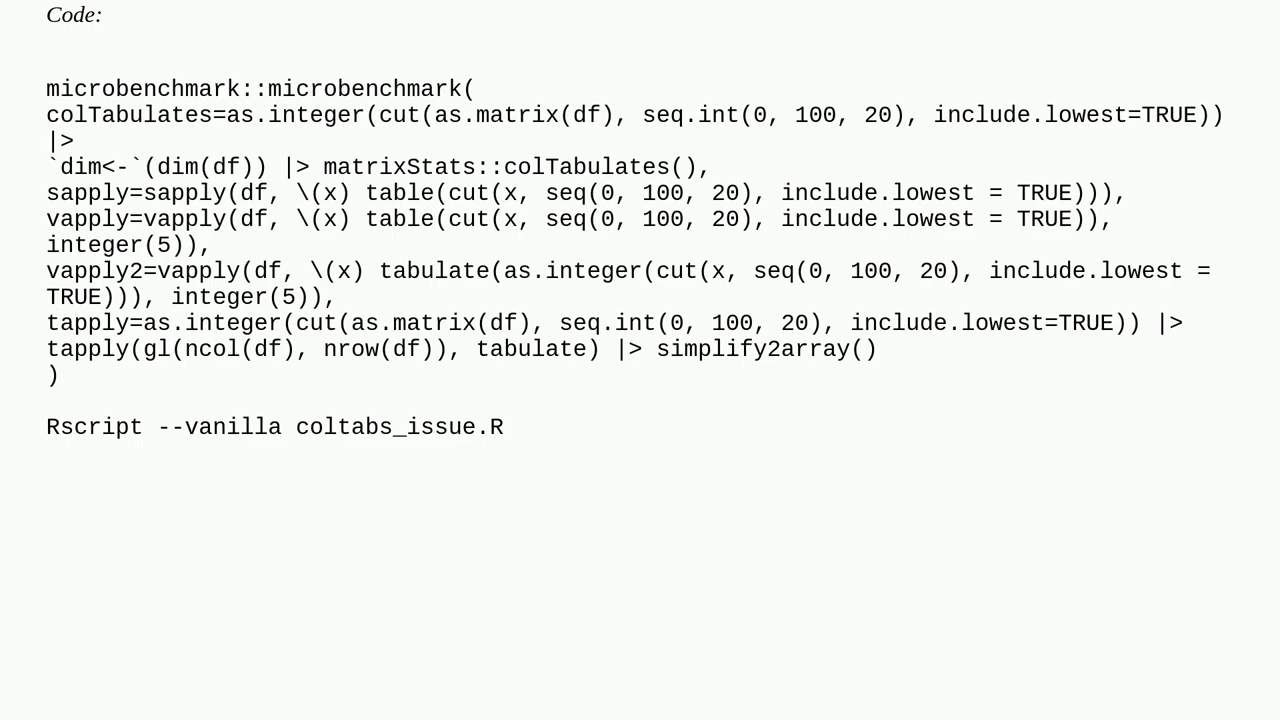 Code:
microbenchmark::microbenchmark(
colTabulates=as.integer(cut(as.matrix(df), seq.int(0, 100, 20), include.lowest=TRUE))
|>
`dim<-`(dim(df)) |> matrixStats::colTabulates(),
sapply=sapply(df, \(x) table(cut(x, seq(0, 100, 20), include.lowest = TRUE))),
vapply=vapply(df, \(x) table(cut(x, seq(0, 100, 20), include.lowest = TRUE)),
integer(5)),
vapply2=vapply(df, \(x) tabulate(as.integer(cut(x, seq(0, 100, 20), include.lowest =
TRUE))), integer(5)),
tapply=as.integer(cut(as.matrix(df), seq.int(0, 100, 20), include.lowest=TRUE)) |>
tapply(gl(ncol(df), nrow(df)), tabulate) |> simplify2array()
)
Rscript --vanilla coltabs_issue.R